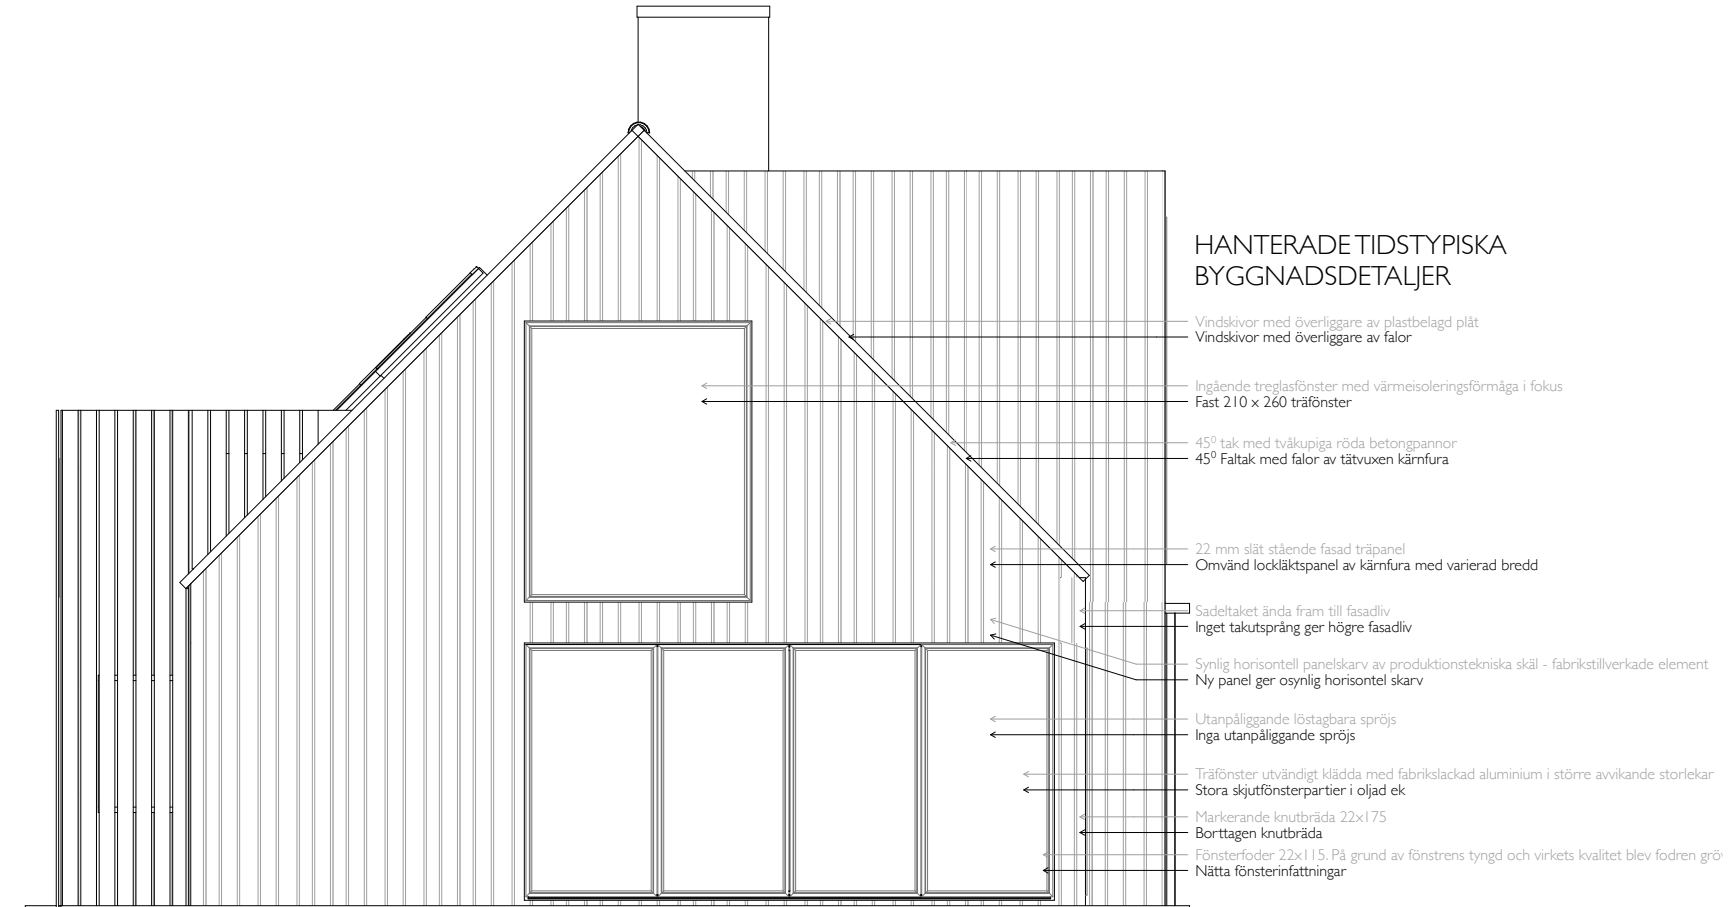 HANTERADE TIDSTYPISKA
BYGGNADSDETALJER
Vindskivor med överliggare av plastbelagd plåt
Vindskivor med överliggare av falor
Ingående treglasfönster med värmeisoleringsförmåga i fokus
Fast 210 x 260 träfönster
45⁰ tak med tvåkupiga röda betongpannor
45⁰ Faltak med falor av tätvuxen kärnfura
22 mm slät stående fasad träpanel
Omvänd lockläktspanel av kärnfura med varierad bredd
Sadeltaket ända fram till fasadliv
Inget takutsprång ger högre fasadliv
Synlig horisontell panelskarv av produktionstekniska skäl - fabrikstillverkade element
Ny panel ger osynlig horisontel skarv
Utanpåliggande löstagbara spröjs
Inga utanpåliggande spröjs
Träfönster utvändigt klädda med fabrikslackad aluminium i större avvikande storlekar
Stora skjutfönsterpartier i oljad ek
Markerande knutbräda 22x175
Borttagen knutbräda
Fönsterfoder 22x115. På grund av fönstrens tyngd och virkets kvalitet blev fodren
Nätta fönsterinfattningar